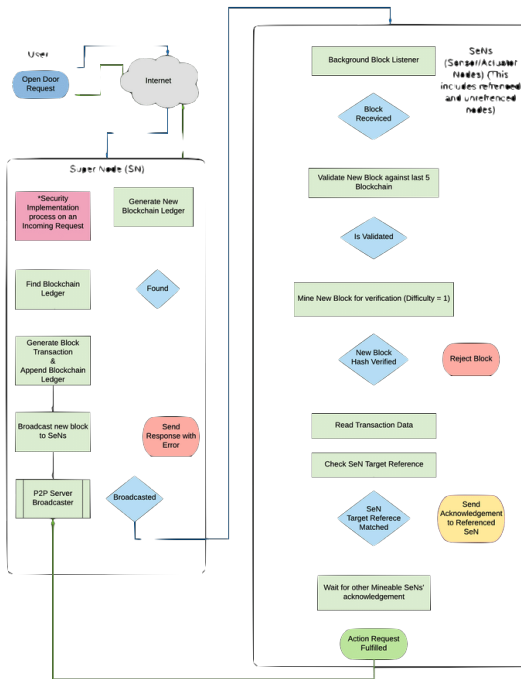 User
Open Door
Request
Internet
Super Node (SN)
*Security
Implementation
process on an
Incoming Request
Generate New
Blockchain Ledger
Find Blockchain
Ledger
Found
Generate Block
Transaction
&
Append Blockchain
Ledger
Broadcast new block
to SeNs
Send
Response with
Error
P2P Server
Broadcaster
Broadcasted
SeNs
(Sensor/Actuator
Nodes) (This
includes refrenced
and unrefrenced
nodes)
Background Block Listener
Block
Receviced
Validate New Block against last 5
Blockchain
Is Validated
Mine New Block for verification (Difficulty = 1)
New Block
Hash Verified
Reject Block
Read Transaction Data
Check SeN Target Reference
SeN
Target Referece
Matched
Send
Acknowledgement
to Referenced
SeN
Wait for other Mineable SeNs'
acknowledgement
Action Request
Fulfilled